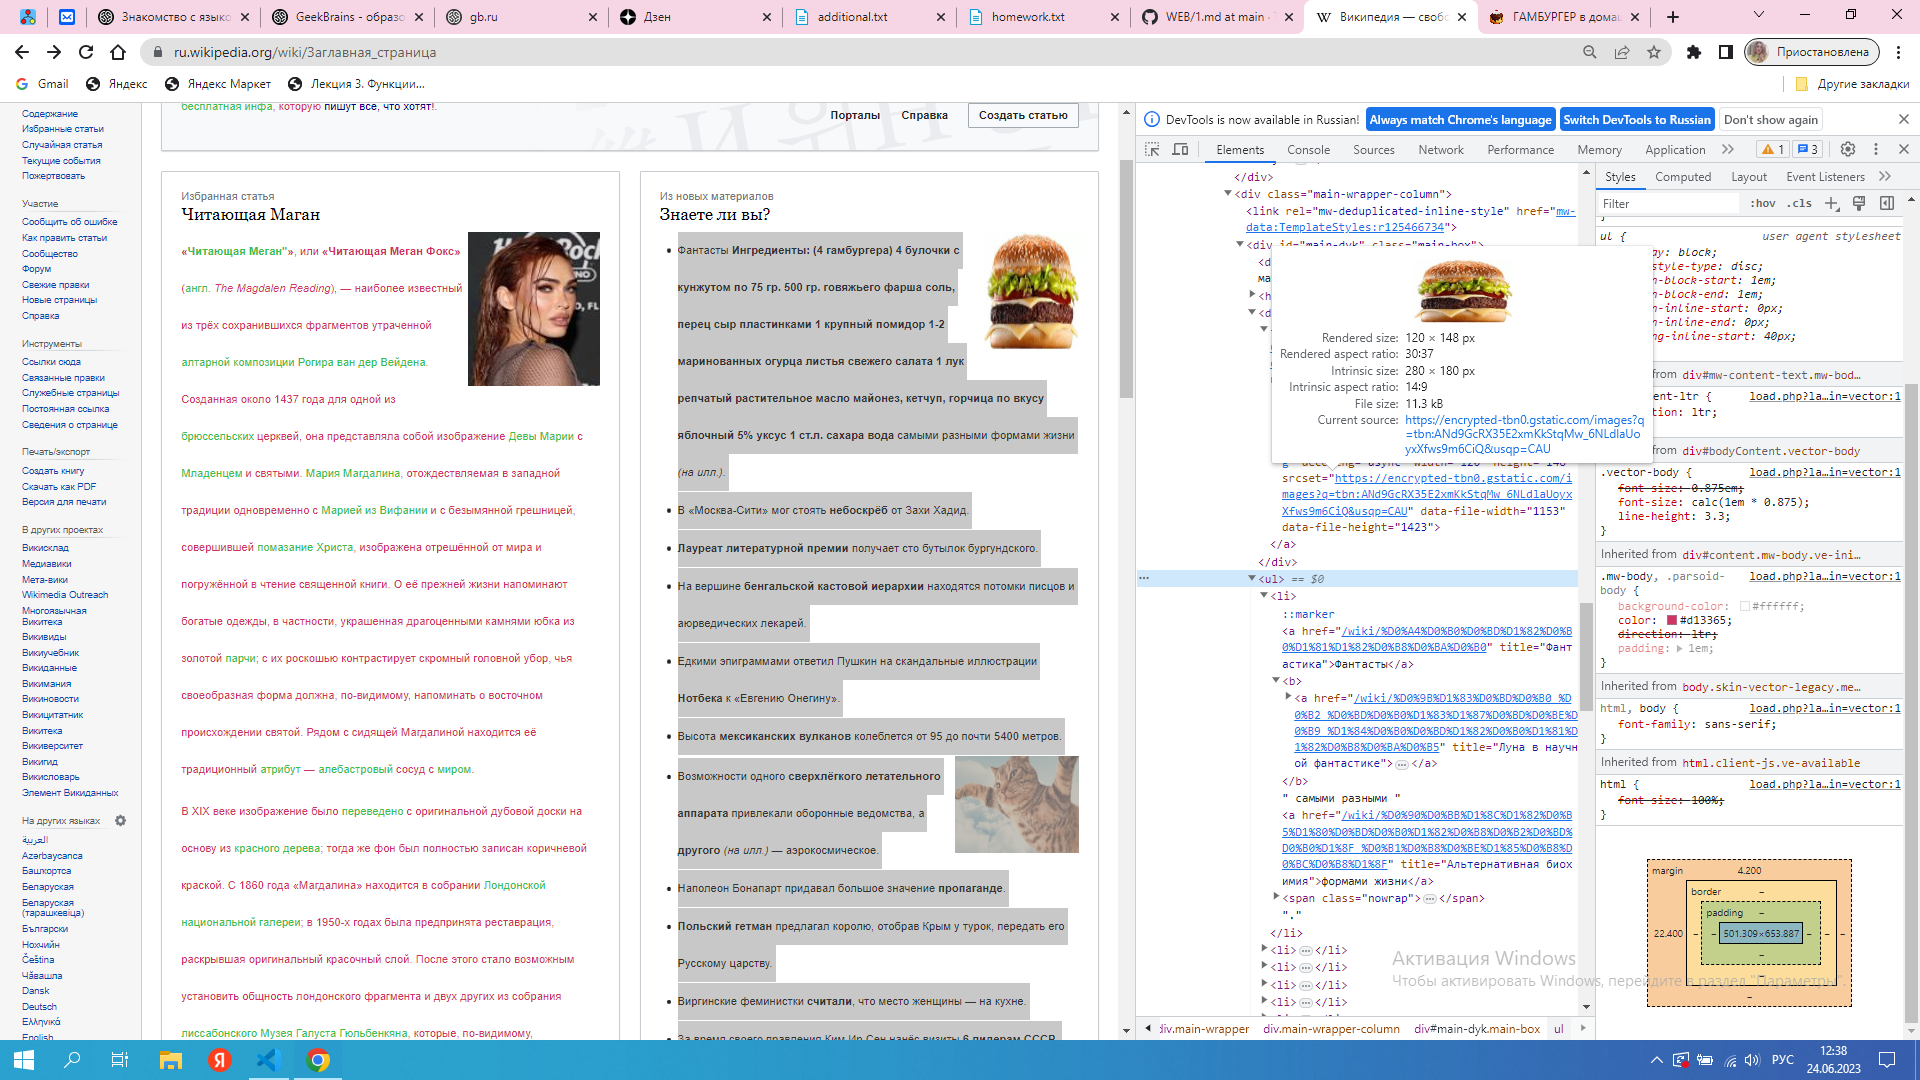 Знакомство с языко
GeekBrains - образо
gb.ru
Дзен
additional.txt
homework.txt
WEB/1.md at main ·
Википедия — своб
ГАМБУРГЕР в дома
ru.wikipedia.org/wiki/Заглавная_страница
Приостановлена
Gmail
Яндекс
Яндекс Маркет
Лекция 3. Функции...
Другие закладки
Содержание
Избранные статьи
Случайная статья
Текущие события
Пожертвовать
Участие
Сообщить об ошибке
Как править статьи
Сообщество
Форум
Свежие правки
Новые страницы
Справка
Инструменты
Ссылки сюда
Связанные правки
Служебные страницы
Постоянная ссылка
Сведения о странице
Печать/экспорт
Создать книгу
Скачать как PDF
Версия для печати
В других проектах
Викисклад
Медиавики
Мета-вики
Wikimedia Outreach
Многоязычная
Викитека
Викивиды
Викиучебник
Викиданные
Викимания
Викиновости
Викицитатник
Викитека
Викиверситет
Викигид
Викисловарь
Элемент Викиданных
На других языках
العربية
Azərbaycanca
Башҡортса
Беларуская
Беларуская
(тарашкевіца)
Български
Нохчийн
Čeština
Чӑвашла
Dansk
Deutsch
Ελληνικά
English
бесплатная инфа, которую пишут все, что хотят!.
Порталы
Справка
Создать статью
Избранная статья
Читающая Маган
«Читающая Меган"», или «Читающая Меган Фокс»
(англ. The Magdalen Reading), — наиболее известный
из трёх сохранившихся фрагментов утраченной
алтарной композиции Рогира ван дер Вейдена.
Созданная около 1437 года для одной из
брюссельских церквей, она представляла собой изображение Девы Марии с
Младенцем и святыми. Мария Магдалина, отождествляемая в западной
традиции одновременно с Марией из Вифании и с безымянной грешницей,
совершившей помазание Христа, изображена отрешённой от мира и
погружённой в чтение священной книги. О её прежней жизни напоминают
богатые одежды, в частности, украшенная драгоценными камнями юбка из
золотой парчи; с их роскошью контрастирует скромный головной убор, чья
своеобразная форма должна, по-видимому, напоминать о восточном
происхождении святой. Рядом с сидящей Магдалиной находится её
традиционный атрибут — алебастровый сосуд с миром.
В XIX веке изображение было переведено с оригинальной дубовой доски на
основу из красного дерева; тогда же фон был полностью записан коричневой
краской. С 1860 года «Магдалина» находится в собрании Лондонской
национальной галереи; в 1950-х годах была предпринята реставрация,
раскрывшая оригинальный красочный слой. После этого стало возможным
установить общность лондонского фрагмента и двух других из собрания
лиссабонского Музея Галуста Гюльбенкяна, которые, по-видимому,
Из новых материалов
Знаете ли вы?
Фантасты Ингредиенты: (4 гамбургера) 4 булочки с
кунжутом по 75 гр. 500 гр. говяжьего фарша соль,
перец сыр пластинками 1 крупный помидор 1-2
маринованных огурца листья свежего салата 1 лук
репчатый растительное масло майонез, кетчуп, горчица по вкусу
яблочный 5% уксус 1 ст.л. сахара вода самыми разными формами жизни
(на илл.).
В «Москва-Сити» мог стоять небоскрёб от Захи Хадид.
Лауреат литературной премии получает сто бутылок бургундского.
На вершине бенгальской кастовой иерархии находятся потомки писцов и
аюрведических лекарей.
Едкими эпиграммами ответил Пушкин на скандальные иллюстрации
Нотбека к «Евгению Онегину».
Высота мексиканских вулканов колеблется от 95 до почти 5400 метров.
Возможности одного сверхлёгкого летательного
аппарата привлекали оборонные ведомства, а
другого (на илл.) — аэрокосмическое.
Наполеон Бонапарт придавал большое значение пропаганде.
Польский гетман предлагал королю, отобрав Крым у турок, передать его
Русскому царству.
Виргинские феминистки считали, что место женщины — на кухне.
За время своего правления Ким Ир Сен нанёс визиты 6 лидерам СССР
DevTools is now available in Russian!
Always match Chrome's language
Switch DevTools to Russian
Don't show again
Elements
Console
Sources
Network
Performance
Memory
Application
1
3
</div>
<div class="main-wrapper-column">
<link rel="mw-deduplicated-inline-style" href="mw-
data:TemplateStyles:r125466734">
<div id="main-dyk" class="main-box">
<d
ма
<h
<d
Rendered size: 120 × 148 px
Rendered aspect ratio: 30:37
Intrinsic size: 280 × 180 px
Intrinsic aspect ratio: 14:9
File size: 11.3 kB
Current source: https://encrypted-tbn0.gstatic.com/images?q
=tbn:ANd9GcRX35E2xmKkStqMw_6NLdlaUo
yxXfws9m6CiQ&usqp=CAU
g" decoding="async" width="120" height="148"
srcset="https://encrypted-tbn0.gstatic.com/i
mages?q=tbn:ANd9GcRX35E2xmKkStqMw_6NLdlaUoyx
Xfws9m6CiQ&usqp=CAU" data-file-width="1153"
data-file-height="1423">
</a>
</div>
<ul> == $0
<li>
::marker
<a href="/wiki/%D0%A4%D0%B0%D0%BD%D1%82%D0%B
0%D1%81%D1%82%D0%B8%D0%BA%D0%B0" title="Фант
астика">Фантасты</a>
<b>
<a href="/wiki/%D0%9B%D1%83%D0%BD%D0%B0_%D
0%B2_%D0%BD%D0%B0%D1%83%D1%87%D0%BD%D0%BE%D
0%B9_%D1%84%D0%B0%D0%BD%D1%82%D0%B0%D1%81%D
1%82%D0%B8%D0%BA%D0%B5" title="Луна в научн
ой фантастике">…</a>
</b>
" самыми разными "
<a href="/wiki/%D0%90%D0%BB%D1%8C%D1%82%D0%B
5%D1%80%D0%BD%D0%B0%D1%82%D0%B8%D0%B2%D0%BD%
D0%B0%D1%8F_%D0%B1%D0%B8%D0%BE%D1%85%D0%B8%D
0%BC%D0%B8%D1%8F" title="Альтернативная биох
имия">формами жизни</a>
<span class="nowrap">…</span>
"."
</li>
<li>…</li>
<li>…</li>
<li>…</li>
<li>…</li>
div.main-wrapper
div.main-wrapper-column
div#main-dyk.main-box
ul
Styles
Computed
Layout
Event Listeners
Filter
:hov
.cls
}
ul {
user agent stylesheet
ay: block;
style-type: disc;
n-block-start: 1em;
n-block-end: 1em;
n-inline-start: 0px;
n-inline-end: 0px;
ng-inline-start: 40px;
from div#mw-content-text.mw-bod…
ent-ltr {
load.php?la…in=vector:1
tion: ltr;
from div#bodyContent.vector-body
.vector-body {
load.php?la…in=vector:1
font-size: 0.875em;
font-size: calc(1em * 0.875);
line-height: 3.3;
}
Inherited from div#content.mw-body.ve-ini…
.mw-body, .parsoid-
load.php?la…in=vector:1
body {
background-color: #ffffff;
color: #d13365;
direction: ltr;
padding: 1em;
}
Inherited from body.skin-vector-legacy.me…
html, body {
load.php?la…in=vector:1
font-family: sans-serif;
}
Inherited from html.client-js.ve-available
html {
load.php?la…in=vector:1
font-size: 100%;
}
margin
4.200
border
–
padding
–
22.400
501.309×653.887
Активация Windows
Чтобы активировать Windows, перейдите в раздел "Параметры".
РУС
12:38
24.06.2023